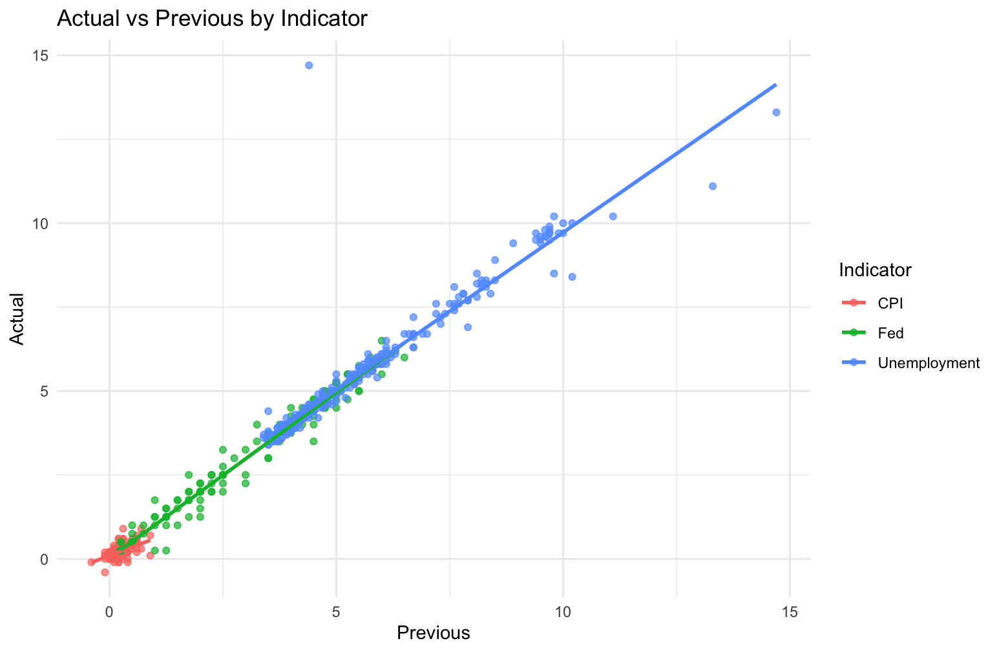 Actual vs Previous by Indicator
15
10
5
0
Actual
0
5
10
15
Previous
Indicator
CPI
Fed
Unemployment